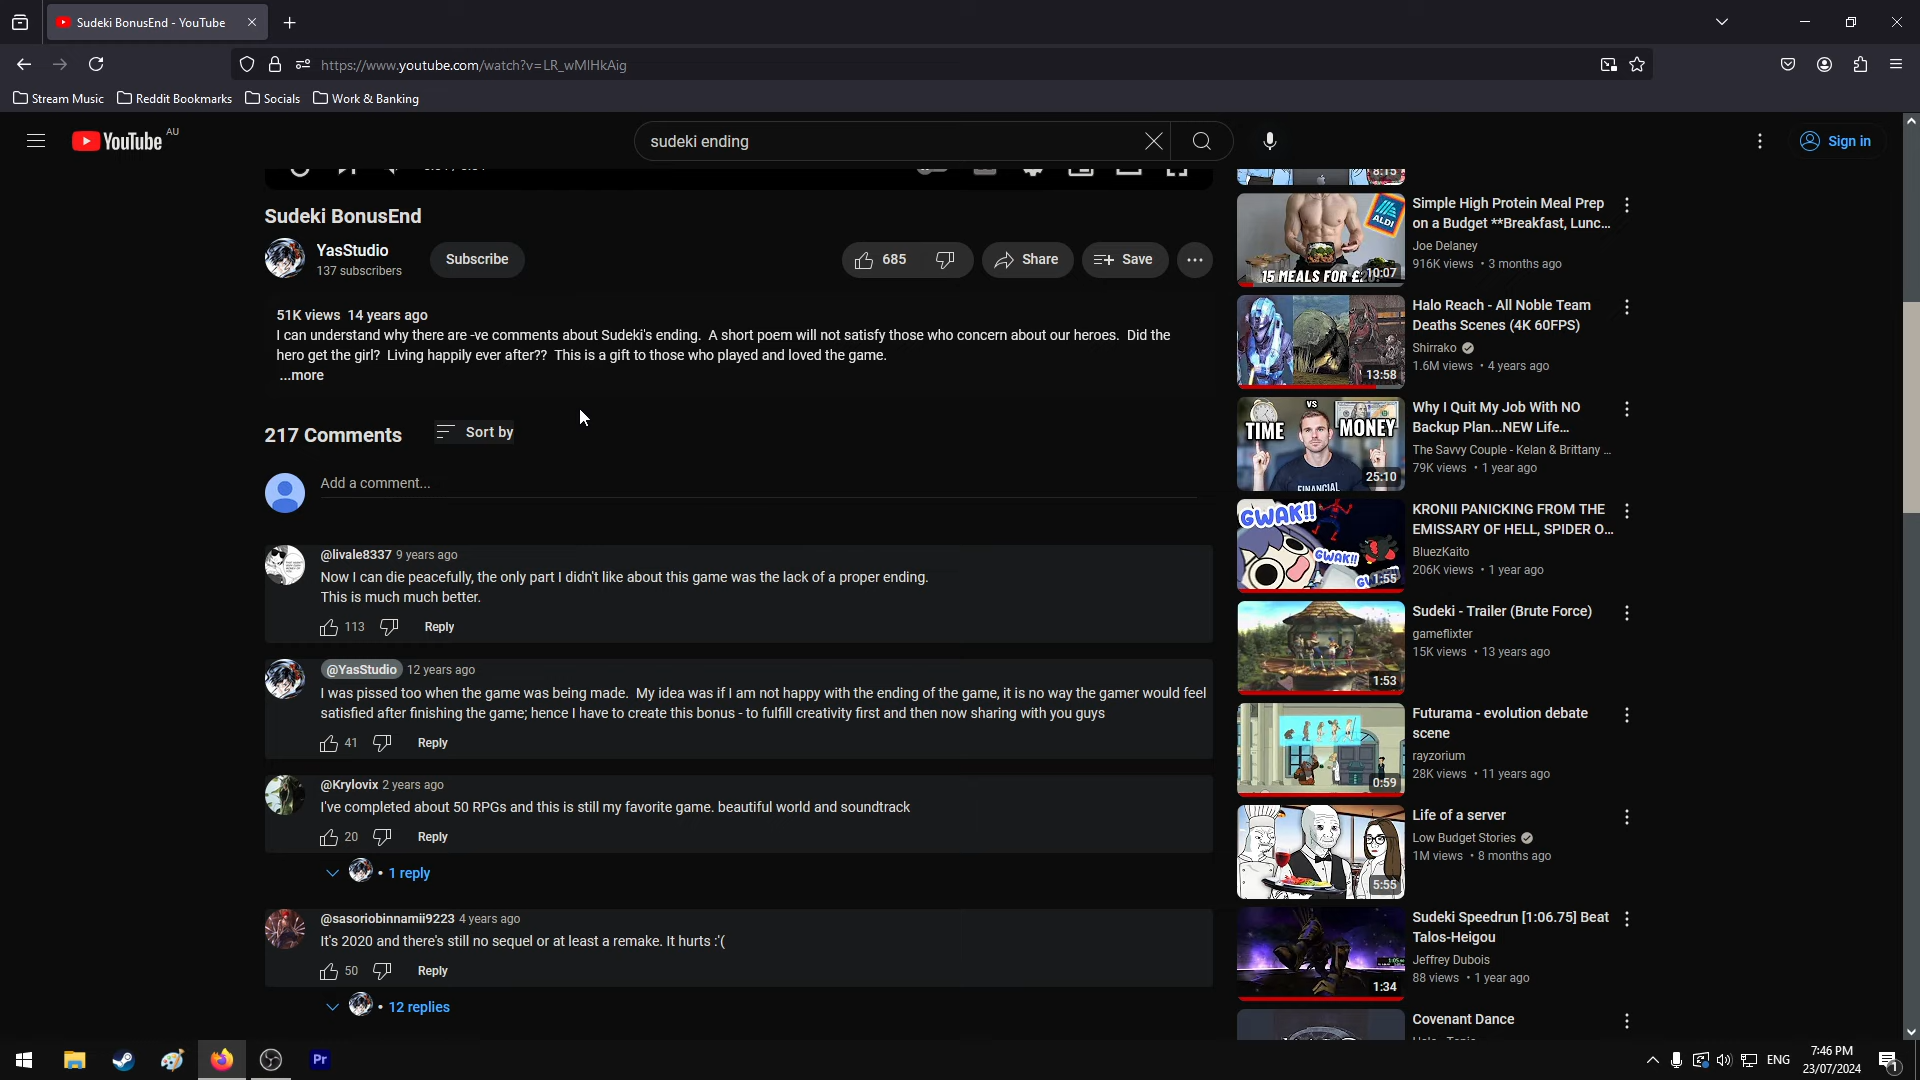 Sudeki BonusEnd - YouTube
https://www.youtube.com/watch?v=LR_wMlHkAig
Stream Music
Reddit Bookmarks
Socials
Work & Banking
YouTube AU
sudeki ending
Sign in
Sudeki BonusEnd
YasStudio
137 subscribers
Subscribe
685
Share
Save
51K views 14 years ago
I can understand why there are -ve comments about Sudeki's ending. A short poem will not satisfy those who concern about our heroes. Did the
hero get the girl? Living happily ever after?? This is a gift to those who played and loved the game.
...more
217 Comments
Sort by
Add a comment...
@livale8337 9 years ago
Now I can die peacefully, the only part I didn't like about this game was the lack of a proper ending.
This is much much better.
113
Reply
@YasStudio 12 years ago
I was pissed too when the game was being made. My idea was if I am not happy with the ending of the game, it is no way the gamer would feel
satisfied after finishing the game; hence I have to create this bonus - to fulfill creativity first and then now sharing with you guys
41
Reply
@Krylovix 2 years ago
I've completed about 50 RPGs and this is still my favorite game. beautiful world and soundtrack
20
Reply
1 reply
@sasoriobinnamii9223 4 years ago
It's 2020 and there's still no sequel or at least a remake. It hurts :'(
50
Reply
12 replies
8:15
ALDI
15 MEALS FOR
10:07
Simple High Protein Meal Prep
on a Budget **Breakfast, Lunc...
Joe Delaney
916K views • 3 months ago
13:58
Halo Reach - All Noble Team
Deaths Scenes (4K 60FPS)
Shirrako
1.6M views • 4 years ago
TIME
VS
MONEY
FINANCIAL
25:10
Why I Quit My Job With NO
Backup Plan...NEW Life...
The Savvy Couple - Kelan & Brittany ...
79K views • 1 year ago
GWAK!!
GWAK!!
1:55
KRONII PANICKING FROM THE
EMISSARY OF HELL, SPIDER O...
BluezKaito
206K views • 1 year ago
1:53
Sudeki - Trailer (Brute Force)
gameflixter
15K views • 13 years ago
0:59
Futurama - evolution debate
scene
rayzorium
28K views • 11 years ago
5:55
Life of a server
Low Budget Stories
1M views • 8 months ago
1:34
Sudeki Speedrun [1:06.75] Beat
Talos-Heigou
Jeffrey Dubois
88 views • 1 year ago
Covenant Dance
Pr
ENG
7:46 PM
23/07/2024
1